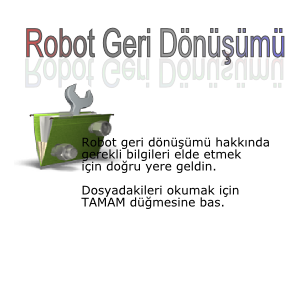 Robot Geri Dönüşümü
Robot geri dönüşümü hakkında
gerekli bilgileri elde etmek
için doğru yere geldin.
Dosyadakileri okumak için
TAMAM düğmesine bas.